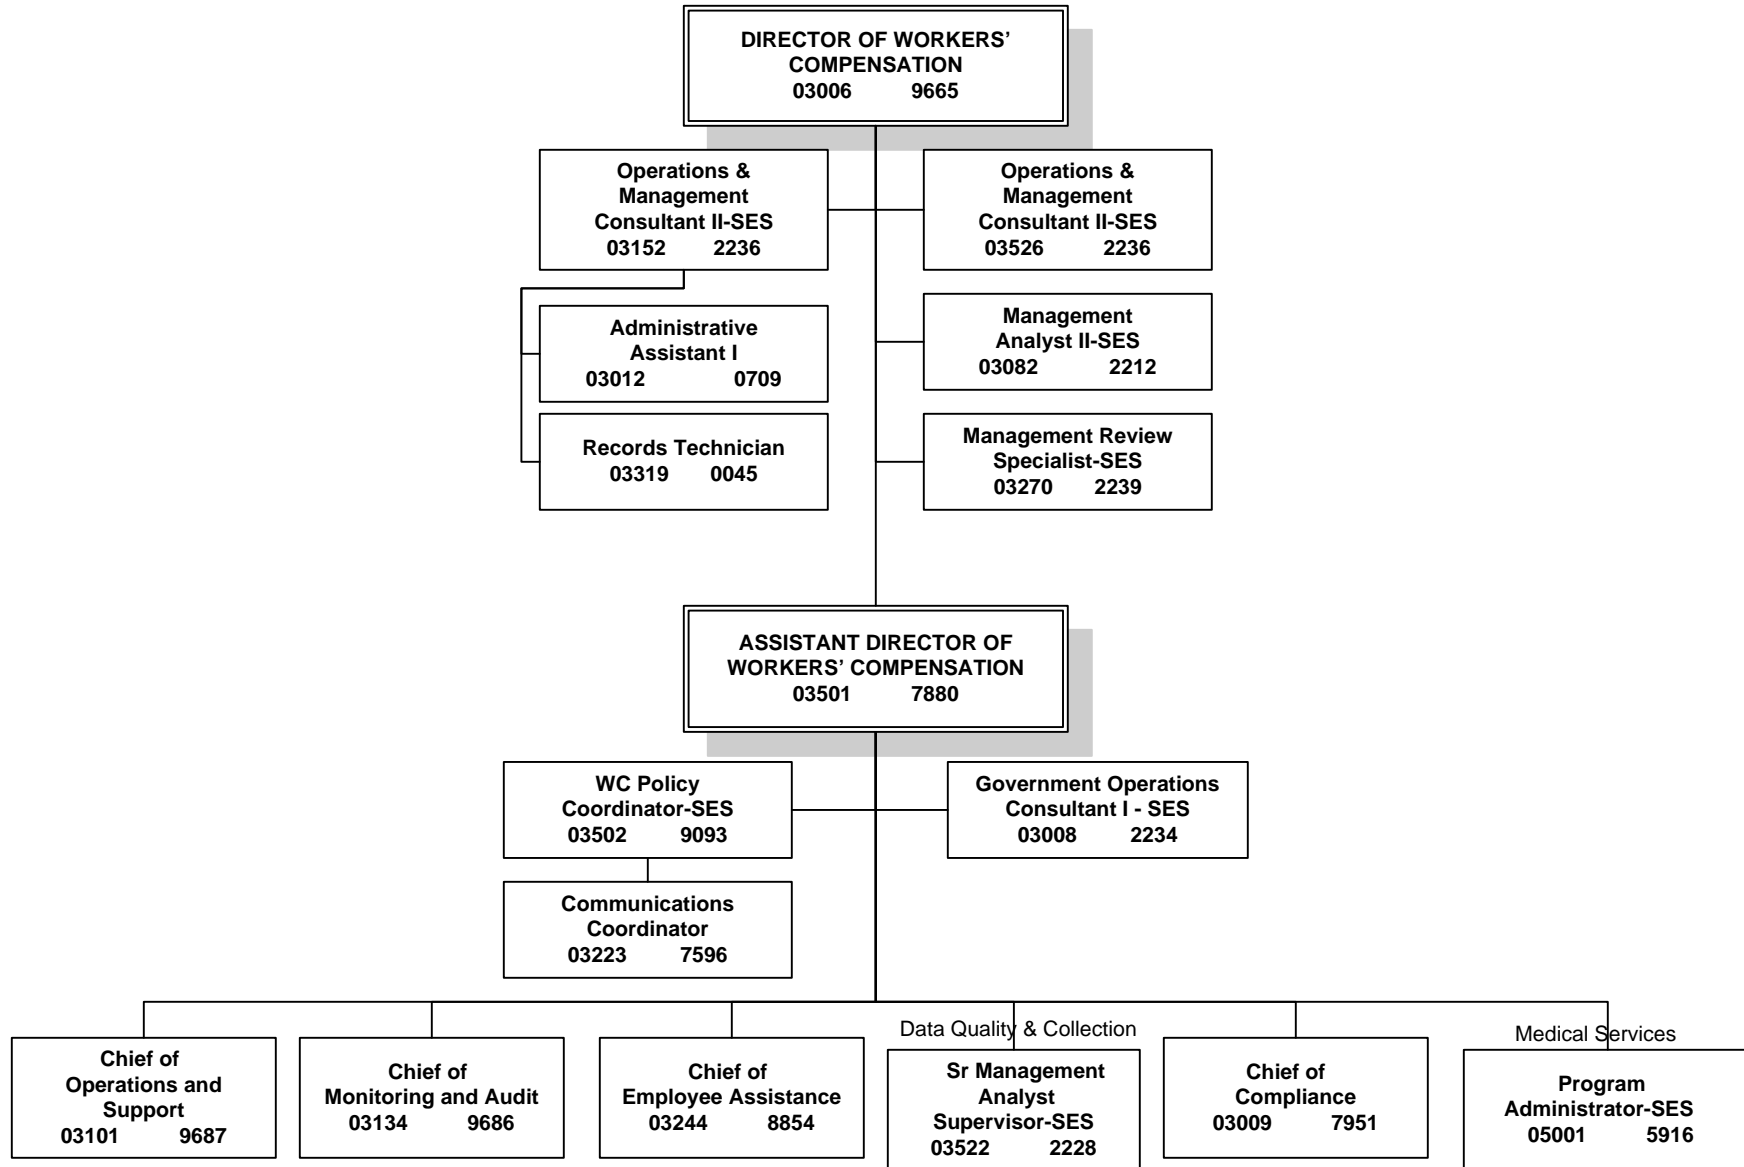 DIRECTOR OF WORKERS'
COMPENSATION
03006 9665
Operations &
Management
Consultant II-SES
03152 2236
Operations &
Management
Consultant II-SES
03526 2236
Administrative
Assistant I
03012 0709
Management
Analyst II-SES
03082 2212
Records Technician
03319 0045
Management Review
Specialist-SES
03270 2239
ASSISTANT DIRECTOR OF
WORKERS' COMPENSATION
03501 7880
WC Policy
Coordinator-SES
03502 9093
Government Operations
Consultant I - SES
03008 2234
Communications
Coordinator
03223 7596
Chief of
Operations and
Support
03101 9687
Chief of
Monitoring and Audit
03134 9686
Chief of
Employee Assistance
03244 8854
Data Quality & Collection
Sr Management
Analyst
Supervisor-SES
03522 2228
Chief of
Compliance
03009 7951
Medical Services
Program
Administrator-SES
05001 5916